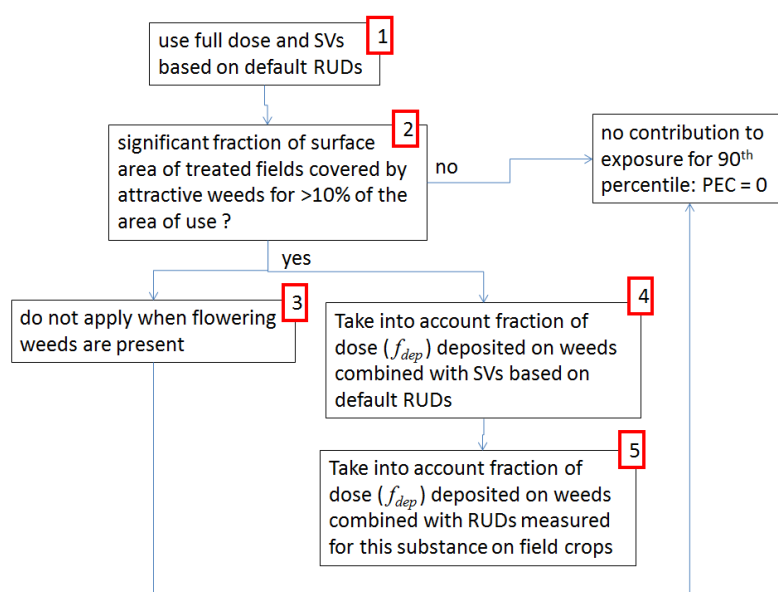 use full dose and SVs
based on default RUDs
1
significant fraction of surface
area of treated fields covered by
attractive weeds for >10% of the
area of use ?
2
no
no contribution to
exposure for 90th
percentile: PEC = 0
yes
do not apply when flowering
weeds are present
3
Take into account fraction of
dose (fdep) deposited on weeds
combined with SVs based on
default RUDs
4
Take into account fraction of
dose (fdep) deposited on weeds
combined with RUDs measured
for this substance on field crops
5